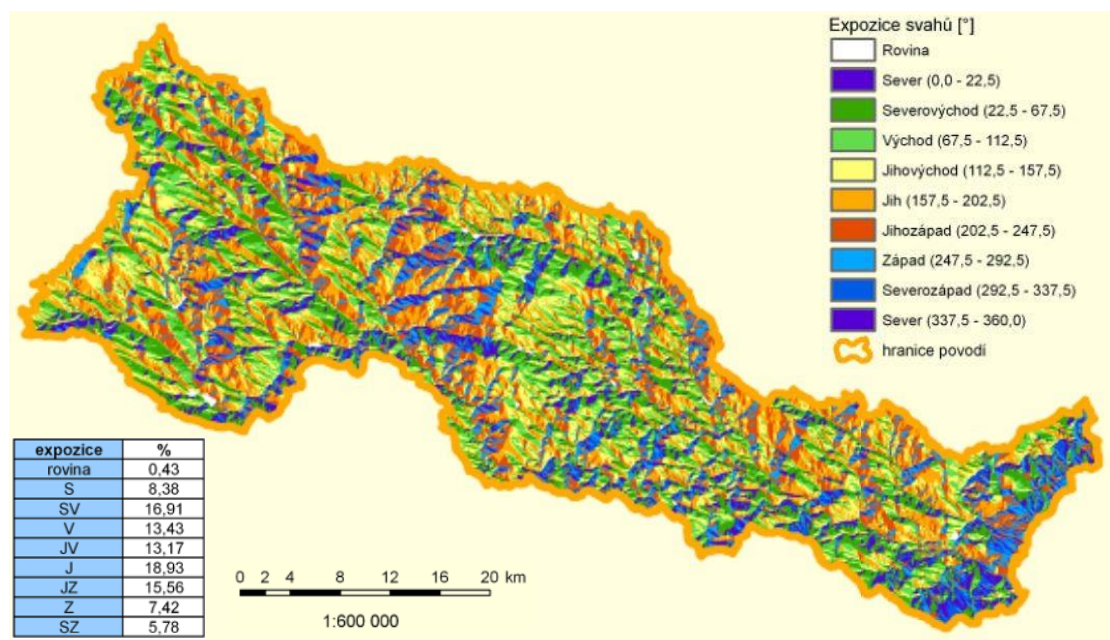 Expozice svahů [°]
Rovina
Sever (0,0 - 22,5)
Severovýchod (22,5 - 67,5)
Východ (67,5 - 112,5)
Jihovýchod (112,5 - 157,5)
Jih (157,5 - 202,5)
Jihozápad (202,5 - 247,5)
Západ (247,5 - 292,5)
Severozápad (292,5 - 337,5)
Sever (337,5 - 360,0)
hranice povodí
expozice %
rovina 0,43
S 8,38
SV 16,91
V 13,43
JV 13,17
J 18,93
JZ 15,56
Z 7,42
SZ 5,78
0 2 4 8 12 16 20 km
1:600 000